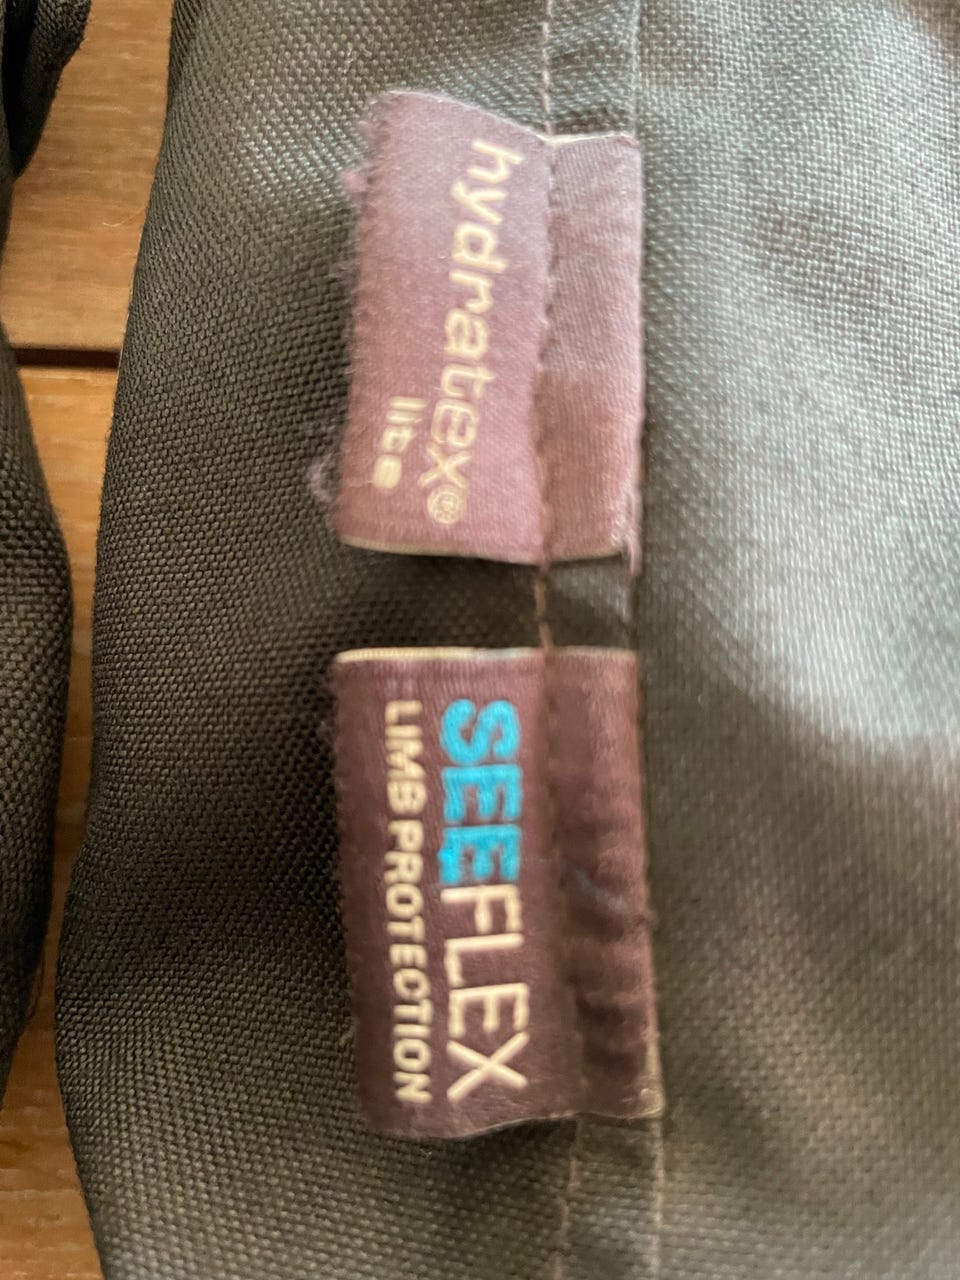 hydratex®
lite
SEEFLEX
LIMB PROTECTION